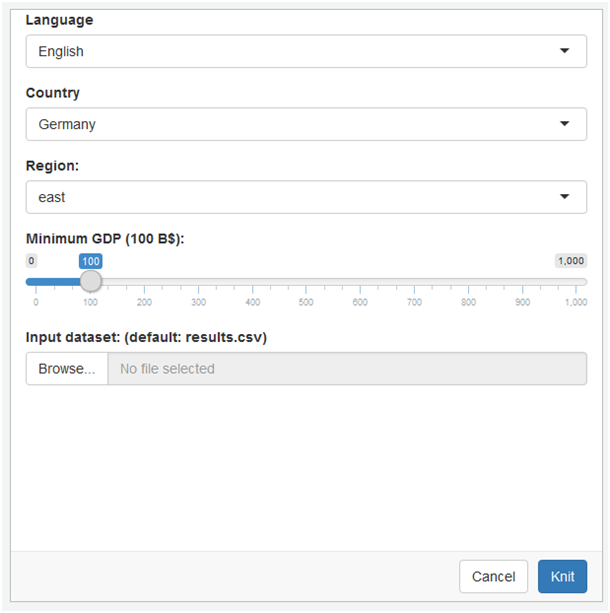 Language
English
Country
Germany
Region:
east
Minimum GDP (100 B$):
0 100 1,000
0 100 200 300 400 500 600 700 800 900 1,000
Input dataset: (default: results.csv)
Browse... No file selected
Cancel Knit